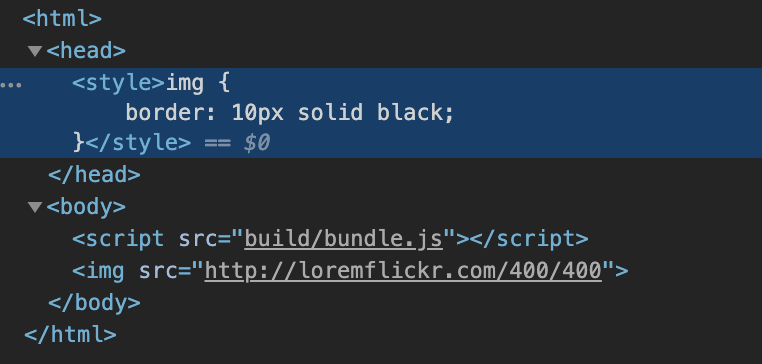 <html>
<head>
<style>img {
border: 10px solid black;
}</style> == $0
</head>
<body>
<script src="build/bundle.js"></script>
<img src="http://loremflickr.com/400/400">
</body>
</html>